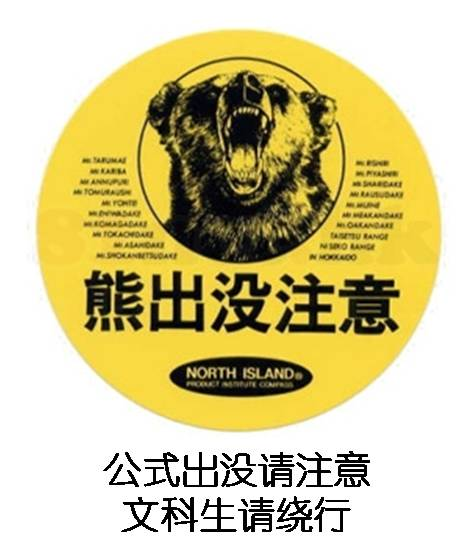 Mt.TARUMAE
Mt.KARIBA
Mt.ANNUPURI
Mt.TOMURAUSHI
Mt.YOHTEI
Mt.ENIWADAKE
Mt.KOMAGADAKE
Mt.TOKACHIDAKE
Mt.ASAHIDAKE
Mt.SHOKANBETSUDAKE
Mt.RISHIRI
Mt.PIYASHIRI
Mt.SHARIDAKE
Mt.RAUSUDAKE
Mt.MUINE
Mt.MEAKANDAKE
Mt.OAKANDAKE
TAISETSU RANGE
NISEKO RANGE
IN HOKKAIDO
熊出没注意
NORTH ISLAND®
PRODUCT INSTITUTE COMPASS
公式出没请注意
文科生请绕行